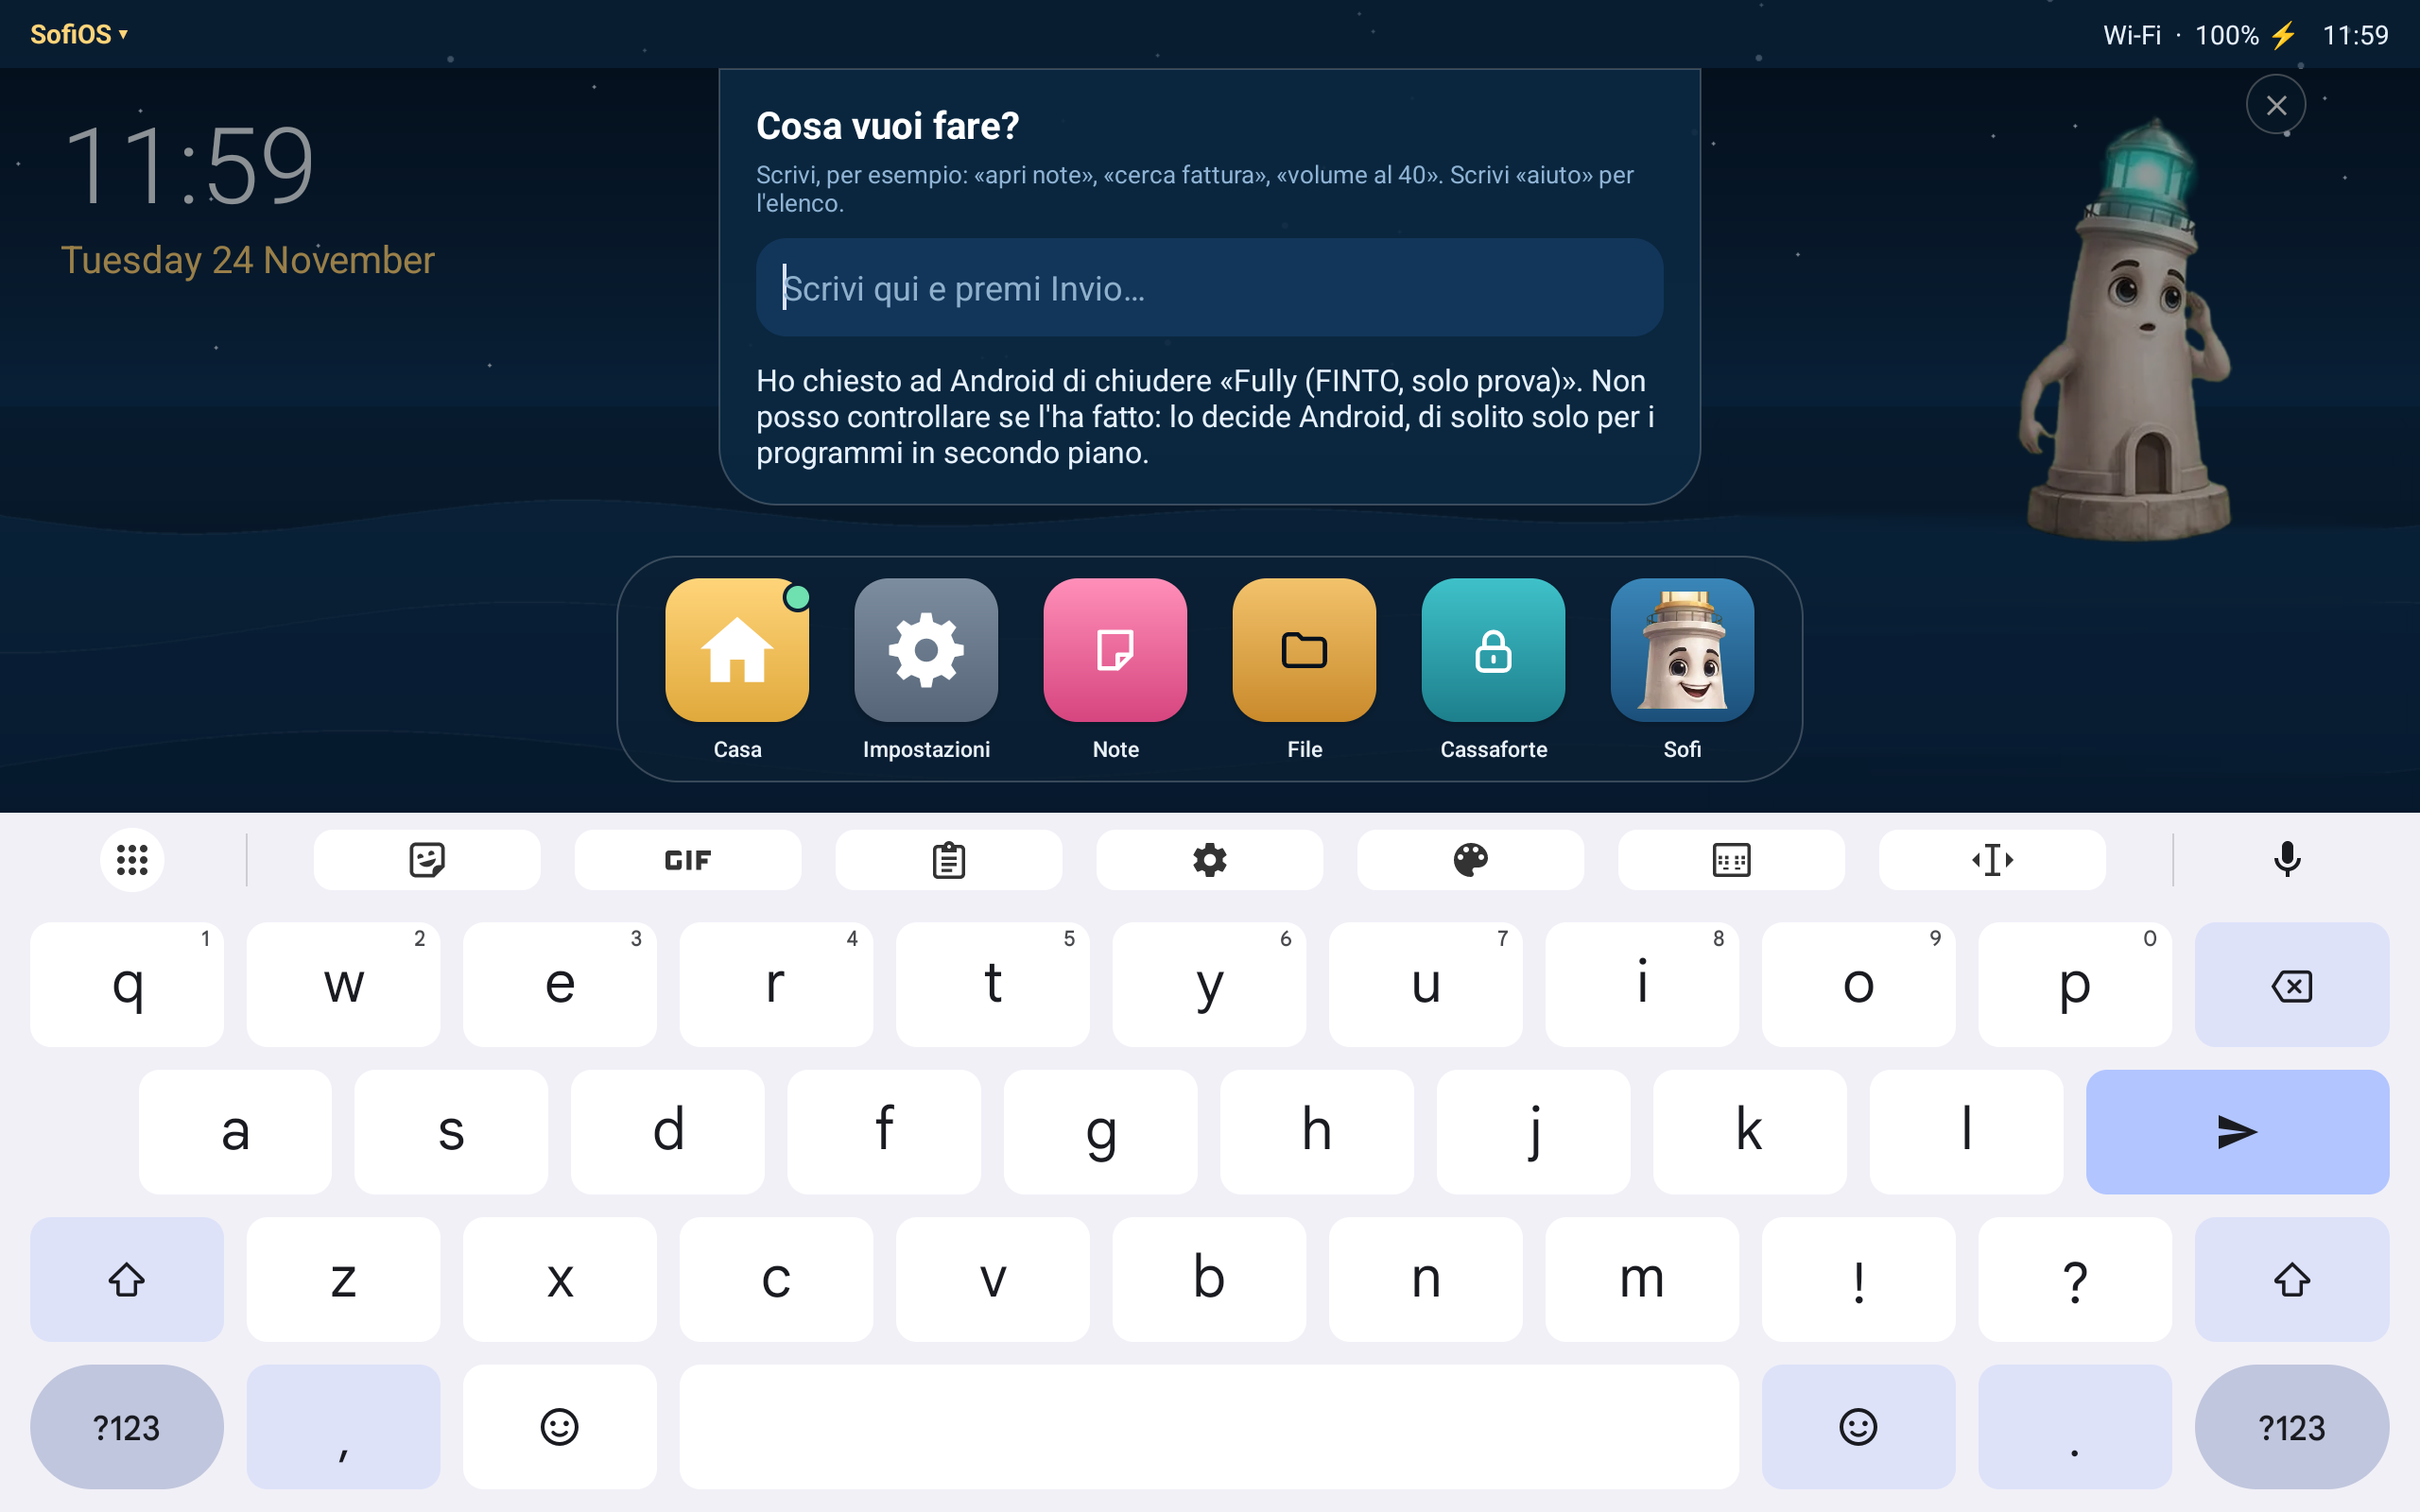 SofiOS ▾
Wi-Fi · 100% ⚡ 11:59
11:59
Tuesday 24 November
Cosa vuoi fare?
Scrivi, per esempio: «apri note», «cerca fattura», «volume al 40». Scrivi «aiuto» per
l'elenco.
Scrivi qui e premi Invio…
Ho chiesto ad Android di chiudere «Fully (FINTO, solo prova)». Non
posso controllare se l'ha fatto: lo decide Android, di solito solo per i
programmi in secondo piano.
Casa Impostazioni Note File Cassaforte Sofi
GIF
q 1 w 2 e 3 r 4 t 5 y 6 u 7 i 8 o 9 p 0
a s d f g h j k l
z x c v b n m ! ?
?123 , . ?123